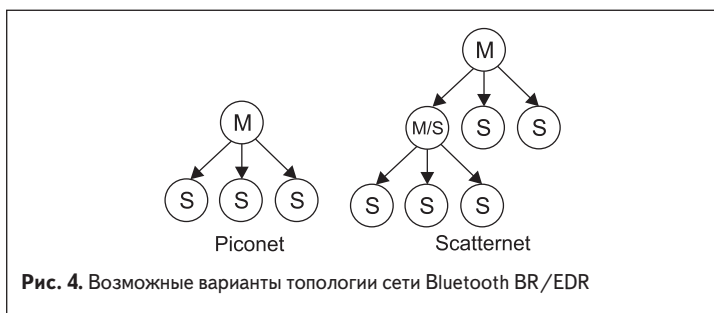 M
M
M/S
S
S
S
S
S
S
S
S
Piconet
Scatternet
Рис. 4. Возможные варианты топологии сети Bluetooth BR/EDR